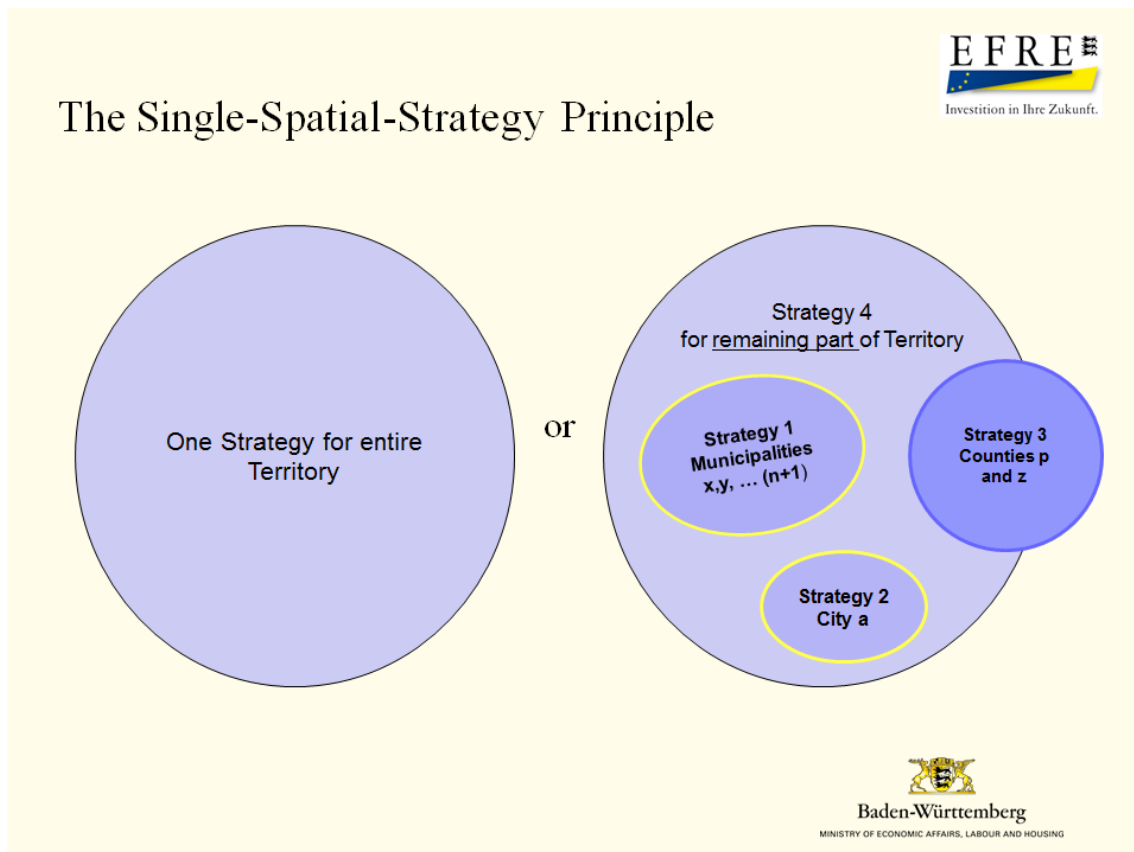 EFRE
Investition in Ihre Zukunft.
The Single-Spatial-Strategy Principle
One Strategy for entire
Territory
or
Strategy 4
for remaining part of Territory
Strategy 1
Municipalities
x,y, … (n+1)
Strategy 2
City a
Strategy 3
Counties p
and z
Baden-Württemberg
MINISTRY OF ECONOMIC AFFAIRS, LABOUR AND HOUSING